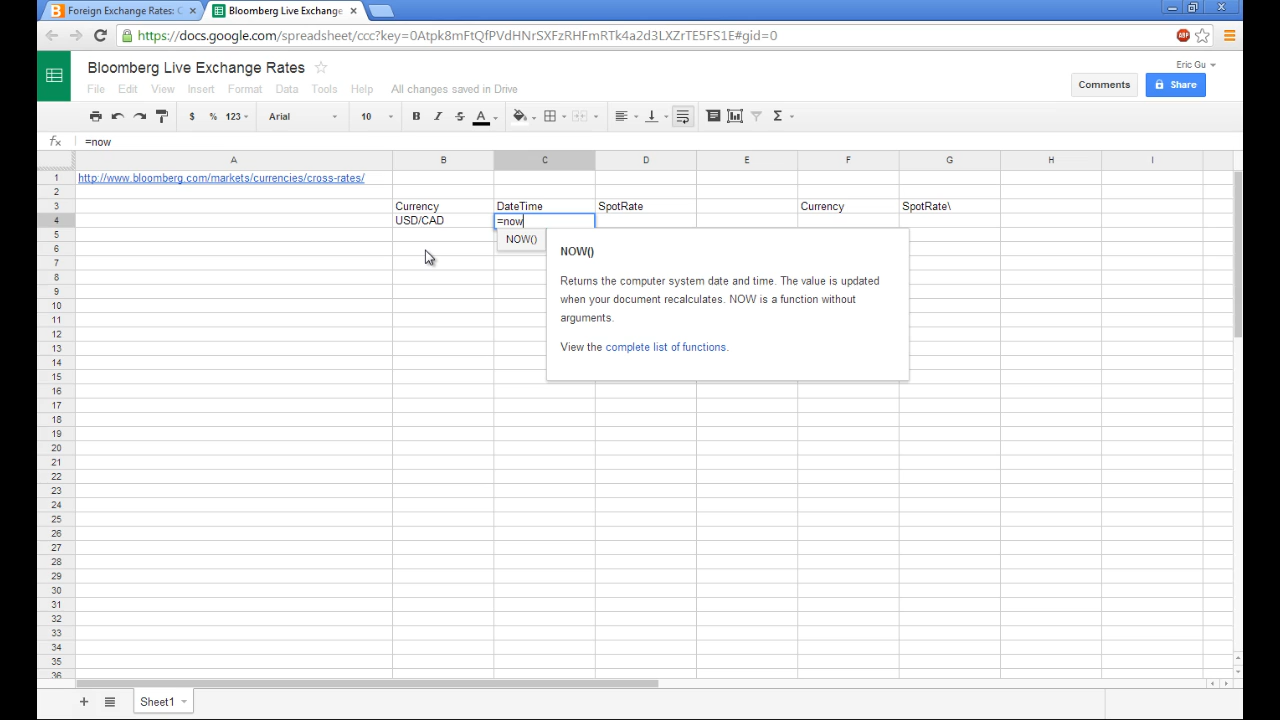 Foreign Exchange Rates: C
Bloomberg Live Exchange
https://docs.google.com/spreadsheet/ccc?key=0Atpk8mFtQfPVdHNrSXFzRHFmRTk4a2d3LXZrTE5FS1E#gid=0
ABP
Bloomberg Live Exchange Rates
Eric Gu
File Edit View Insert Format Data Tools Help All changes saved in Drive
Comments
Share
$ % 123 Arial 10 B I S A Σ
fx =now
A B C D E F G H I
1 http://www.bloomberg.com/markets/currencies/cross-rates/
2
3 Currency DateTime SpotRate Currency SpotRate\
4 USD/CAD =now
5 NOW()
6 NOW()
7
8 Returns the computer system date and time. The value is updated
9 when your document recalculates. NOW is a function without
10 arguments.
11
12
13 View the complete list of functions.
14
15
16
17
18
19
20
21
22
23
24
25
26
27
28
29
30
31
32
33
34
35
36
+ Sheet1